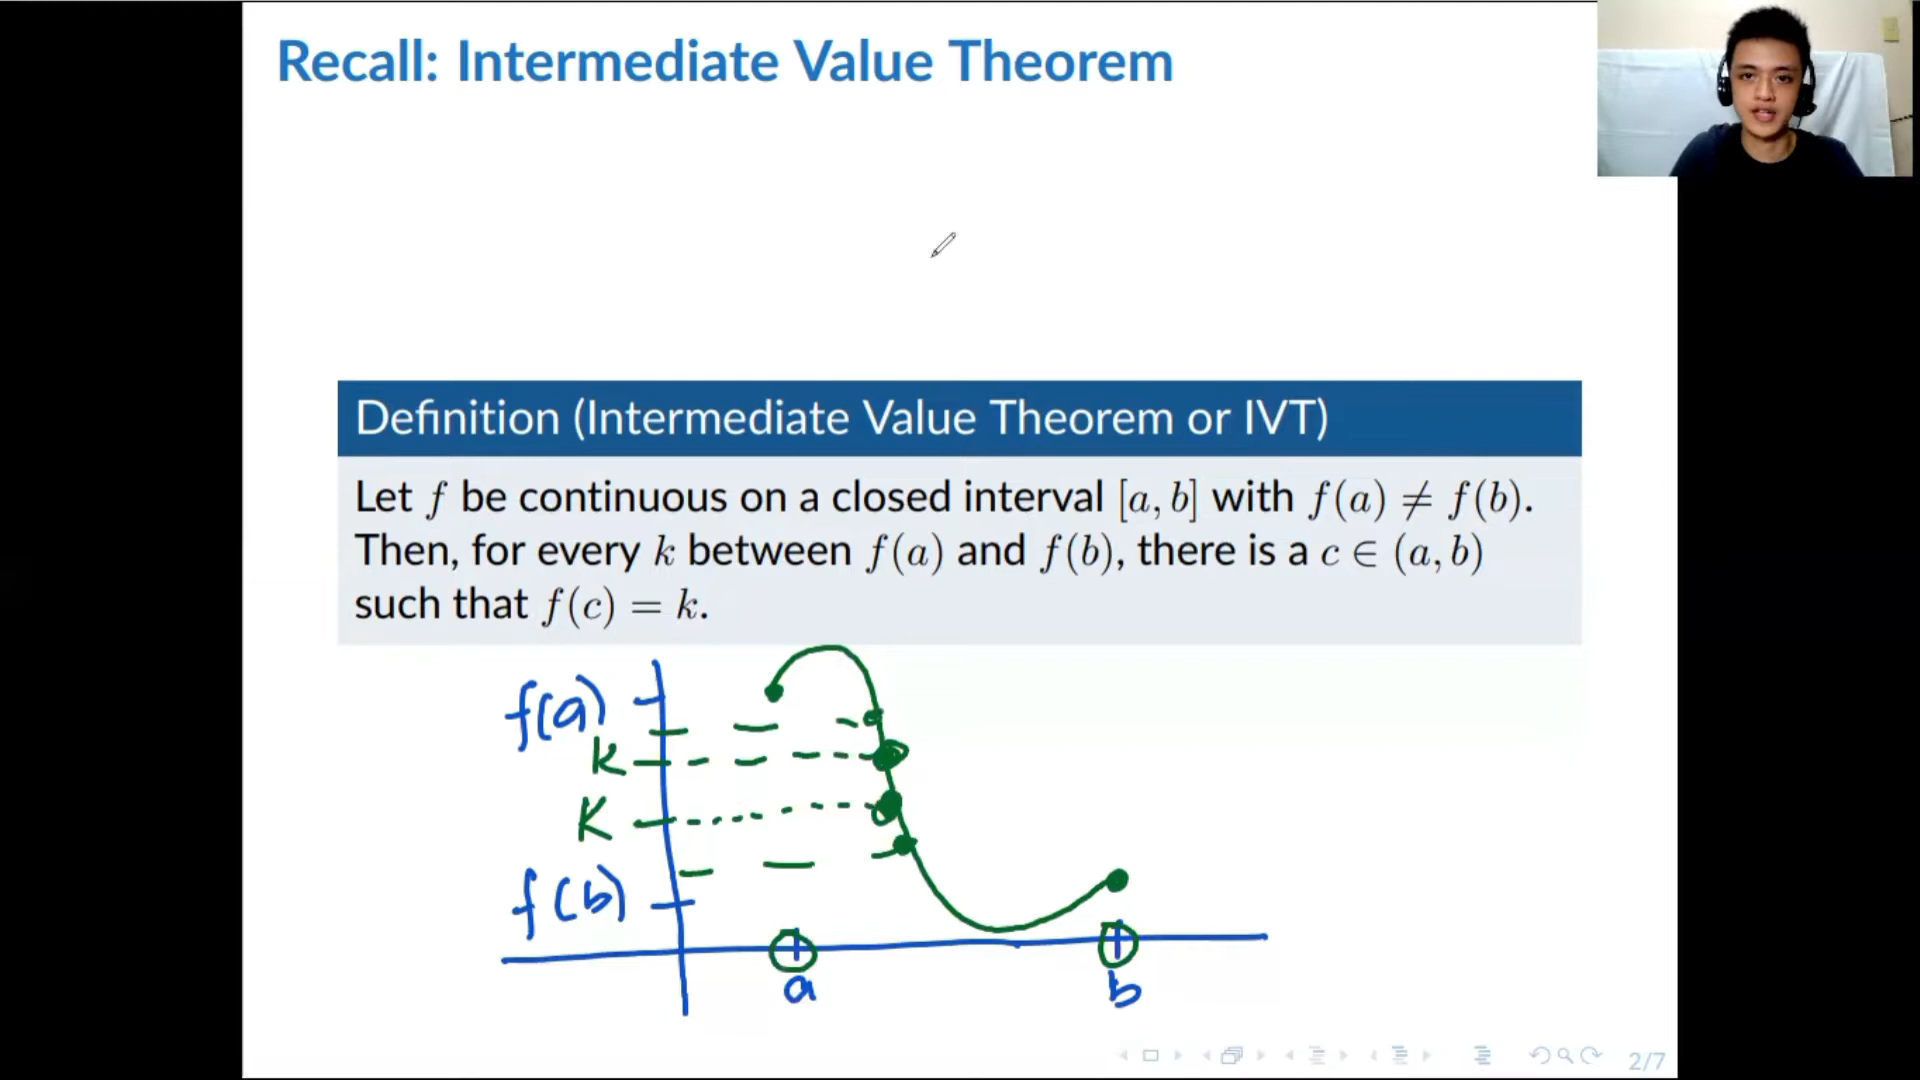 Recall: Intermediate Value Theorem
Definition (Intermediate Value Theorem or IVT)
Let f be continuous on a closed interval [a, b] with f(a) ≠ f(b).
Then, for every k between f(a) and f(b), there is a c ∈ (a, b)
such that f(c) = k.
f(a)
k
K
f(b)
a
b
2/7